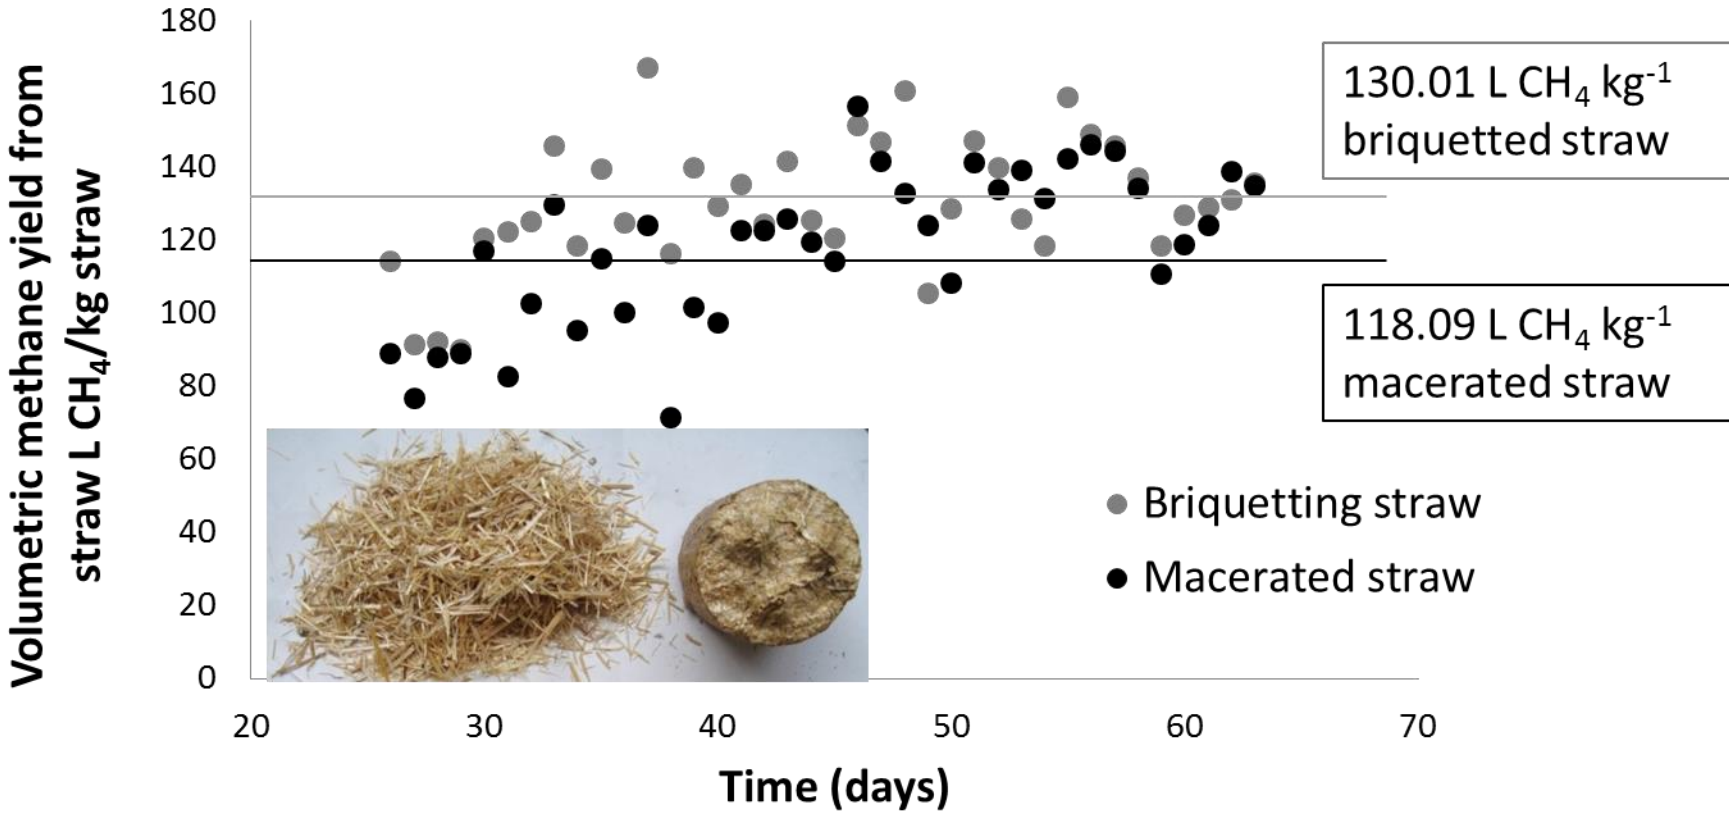 Volumetric methane yield from
straw L CH₄/kg straw
180
160
140
120
100
80
60
40
20
0
20 30 40 50 60 70
Time (days)
130.01 L CH₄ kg⁻¹
briquetted straw
118.09 L CH₄ kg⁻¹
macerated straw
Briquetting straw
Macerated straw